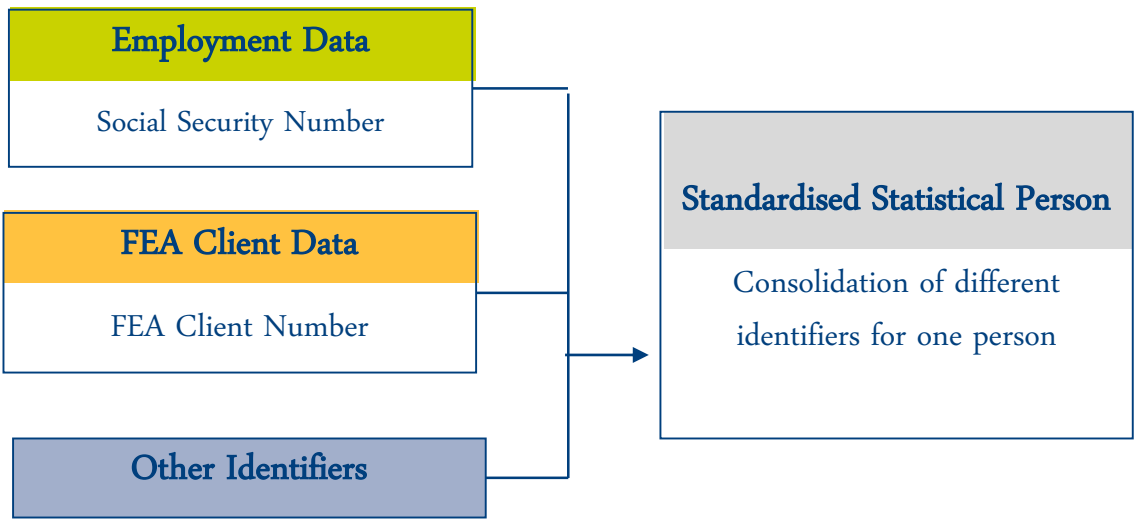 Employment Data
Social Security Number
FEA Client Data
FEA Client Number
Other Identifiers
Standardised Statistical Person
Consolidation of different
identifiers for one person